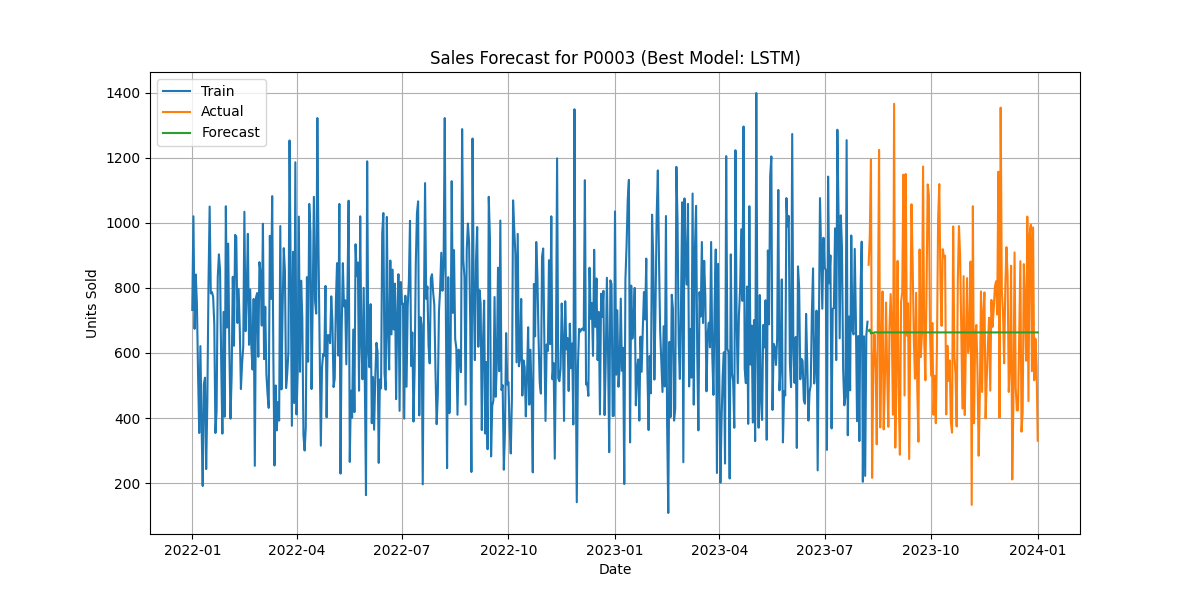 Sales Forecast for P0003 (Best Model: LSTM)
Train
Actual
Forecast
1400
1200
1000
800
600
400
200
Units Sold
2022-01
2022-04
2022-07
2022-10
2023-01
2023-04
2023-07
2023-10
2024-01
Date